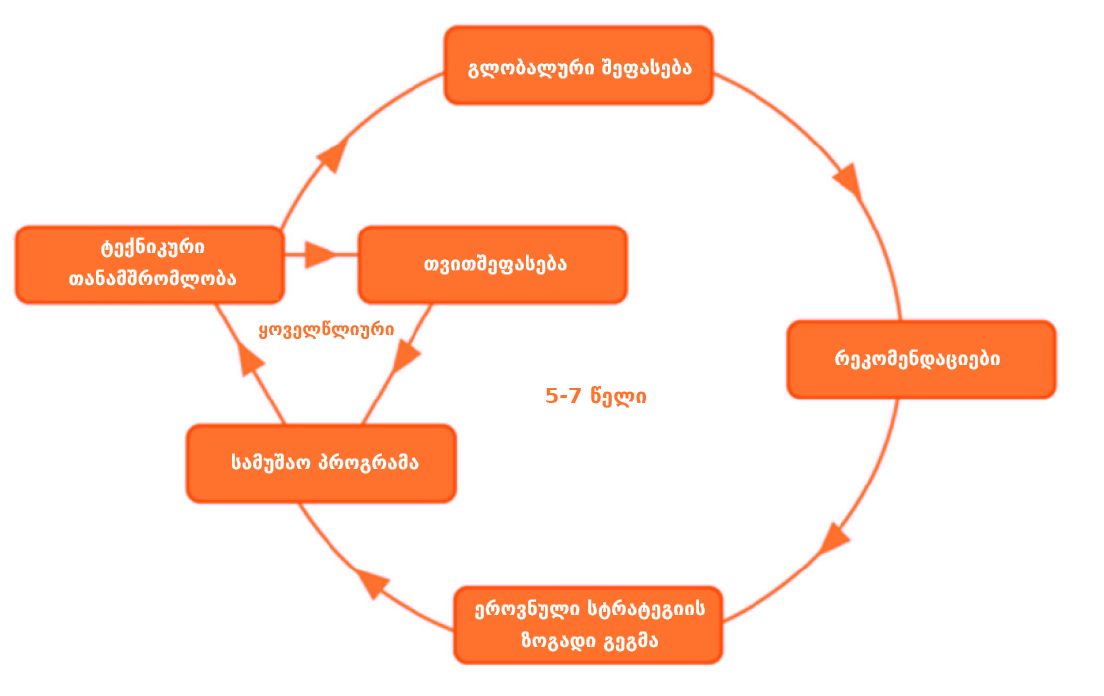 გლობალური შეფასება
ტექნიკური
თანამშრომლობა
თვითშეფასება
ყოველწლიური
რეკომენდაციები
5-7 წელი
სამუშაო პროგრამა
ეროვნული სტრატეგიის
ზოგადი გეგმა